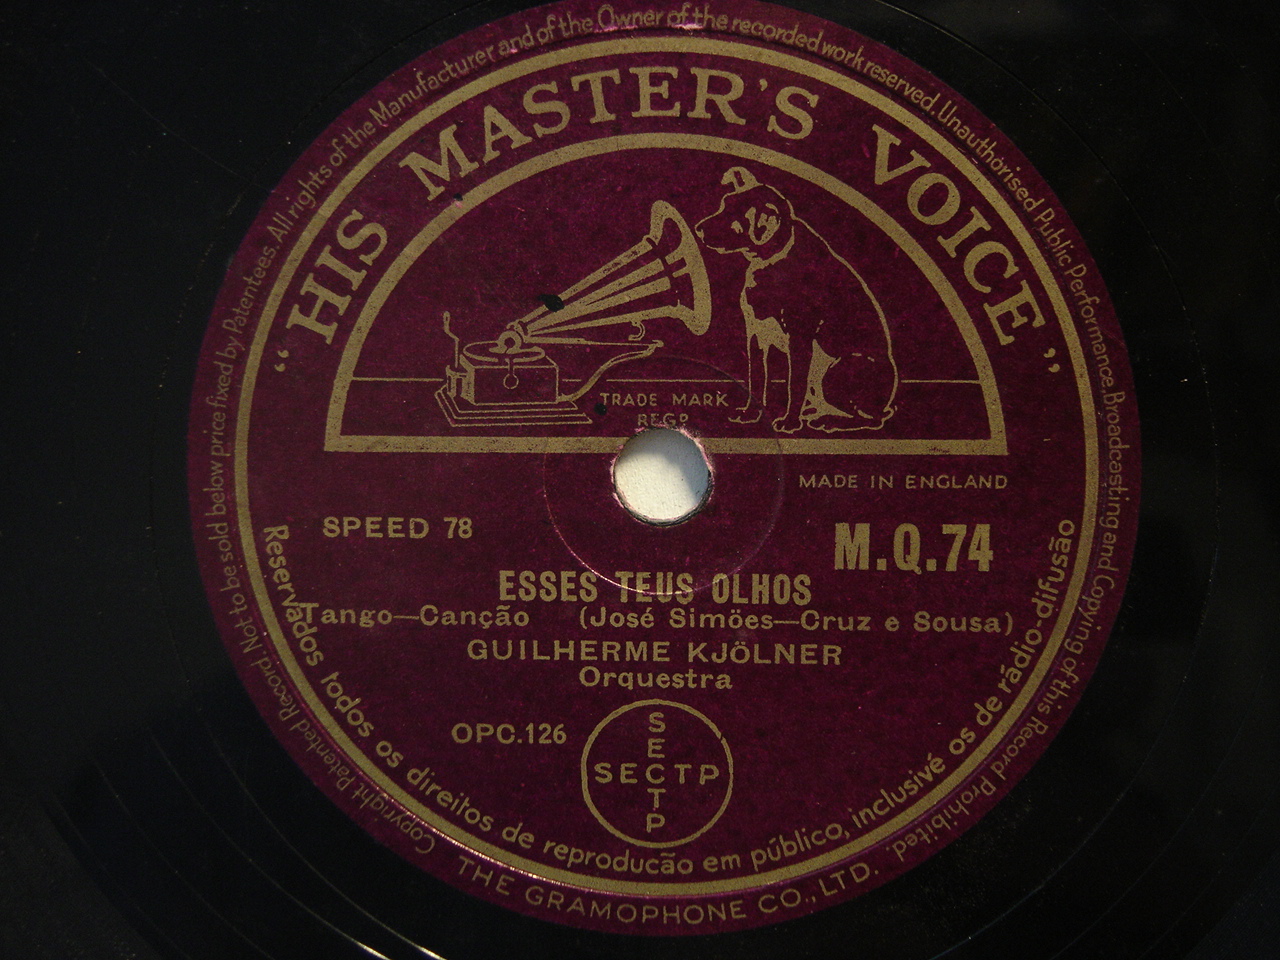 Copyright Patented Record Not to be sold below price fixed by Patentees. All rights of the Manufacturer and of the Owner of the recorded work reserved. Unauthorised Public Performance Broadcasting and Copying of this Record Prohibited.
"HIS MASTER'S VOICE"
TRADE MARK
REGD
MADE IN ENGLAND
SPEED 78
M.Q.74
ESSES TEUS OLHOS
Tango—Canção (José Simöes—Cruz e Sousa)
GUILHERME KJÖLNER
Orquestra
OPC.126
SECTP
SECTP
Reservados todos os direitos de reproducão em público, inclusivé os de rádio-difusão
THE GRAMOPHONE CO., LTD.